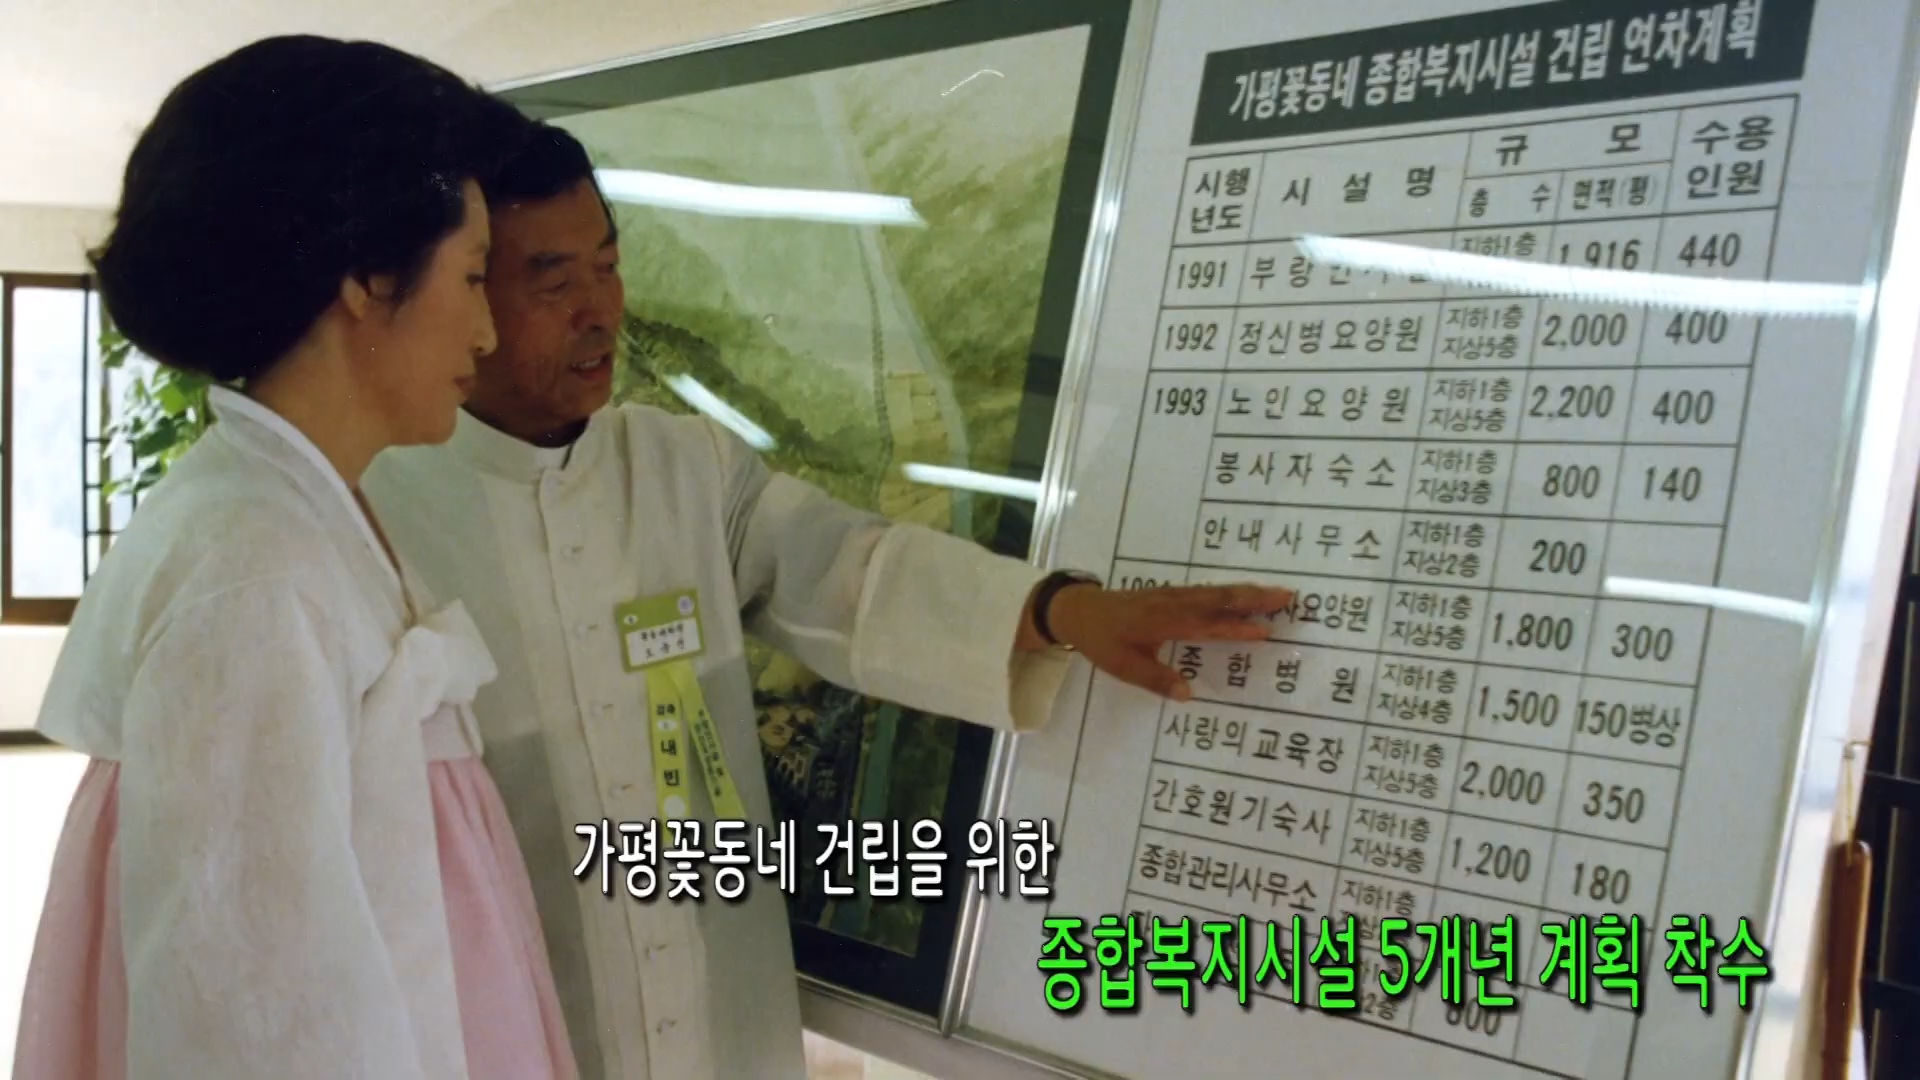 가평꽃동네 종합복지시설 건립 연차계획
시행년도 시설명 규모 수용인원
층수 면적(평)
1991 지하1층 1,916 440
1992 정신병요양원 지하1층 지상5층 2,000 400
1993 노인요양원 지하1층 지상5층 2,200 400
봉사자숙소 지하1층 지상3층 800 140
안내사무소 지하1층 지상2층 200
지하1층 지상5층 1,800 300
종합병원 지하1층 지상4층 1,500 150병상
사랑의교육장 지하1층 지상5층 2,000 350
간호원기숙사 지하1층 지상5층 1,200 180
종합관리사무소 지하1층
내빈
가평꽃동네 건립을 위한
종합복지시설 5개년 계획 착수